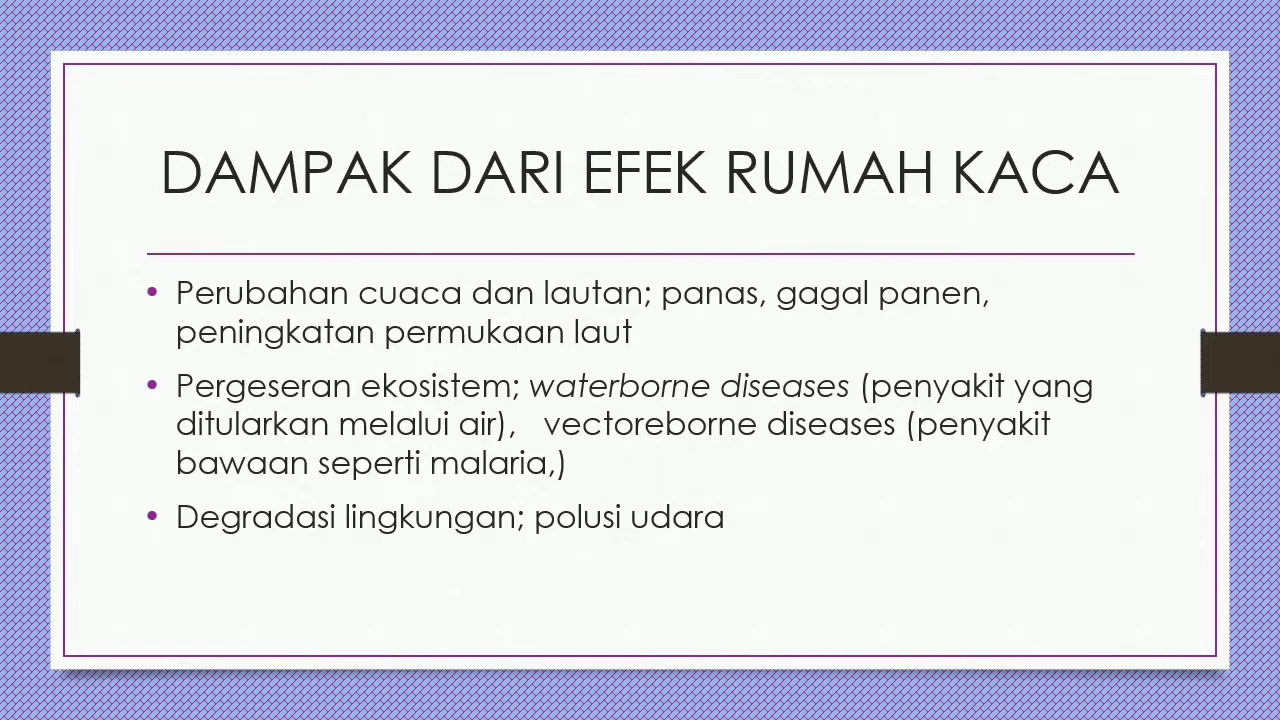 DAMPAK DARI EFEK RUMAH KACA
• Perubahan cuaca dan lautan; panas, gagal panen,
peningkatan permukaan laut
• Pergeseran ekosistem; waterborne diseases (penyakit yang
ditularkan melalui air),   vectoreborne diseases (penyakit
bawaan seperti malaria,)
• Degradasi lingkungan; polusi udara